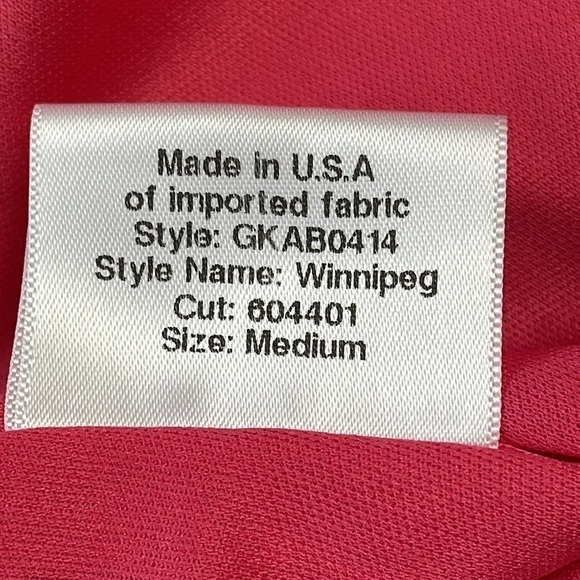 Made in U.S.A
of imported fabric
Style: GKAB0414
Style Name: Winnipeg
Cut: 604401
Size: Medium